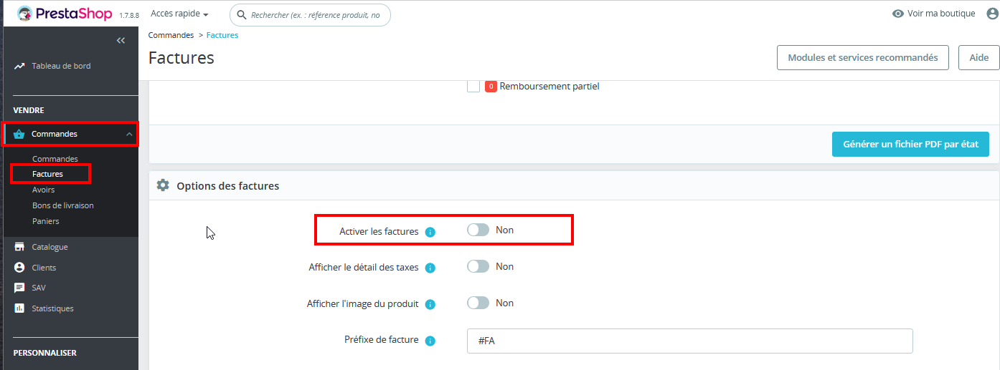 PrestaShop 1.7.8.8 Accès rapide Rechercher (ex. : référence produit, no Voir ma boutique
Commandes > Factures
Factures
Modules et services recommandés Aide
Tableau de bord
VENDRE
Commandes
Commandes
Factures
Avoirs
Bons de livraison
Paniers
Catalogue
Clients
SAV
Statistiques
PERSONNALISER
0 Remboursement partiel
Générer un fichier PDF par état
Options des factures
Activer les factures i Non
Afficher le détail des taxes i Non
Afficher l'image du produit i Non
Préfixe de facture i #FA